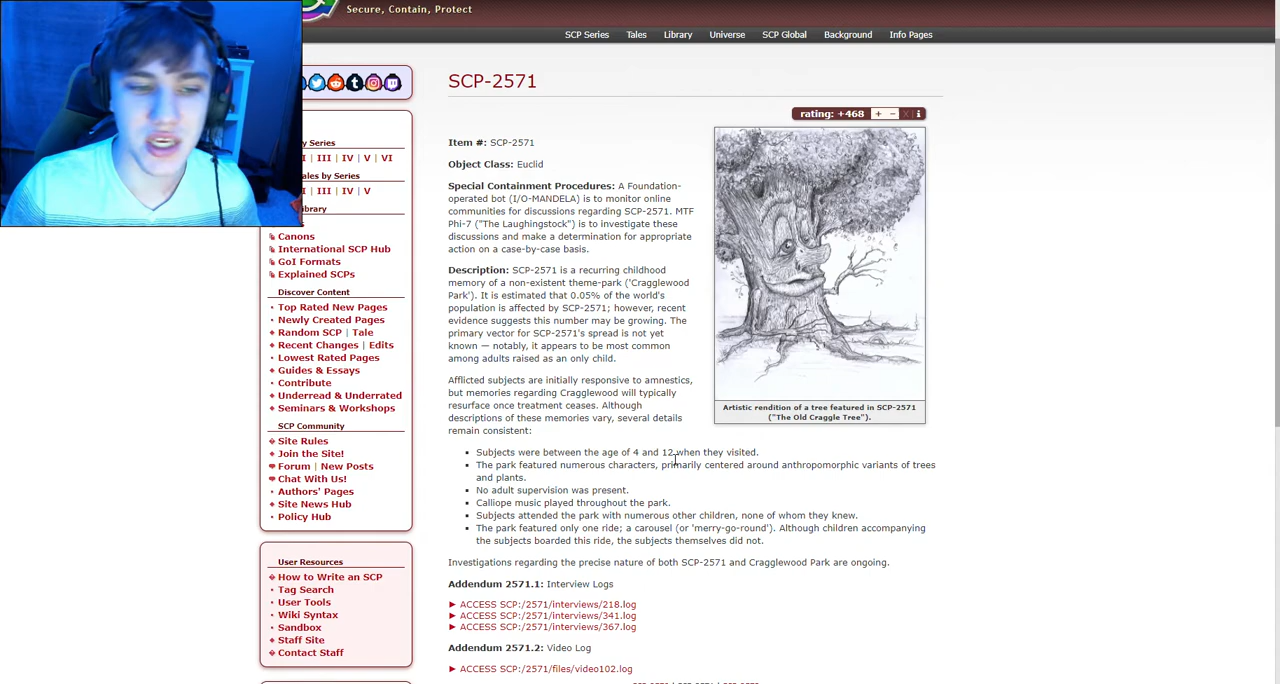 Secure, Contain, Protect
SCP Series Tales Library Universe SCP Global Background Info Pages
y Series
I | III | IV | V | VI
ales by Series
I | III | IV | V
ibrary
Canons
International SCP Hub
GoI Formats
Explained SCPs
Discover Content
Top Rated New Pages
Newly Created Pages
Random SCP | Tale
Recent Changes | Edits
Lowest Rated Pages
Guides & Essays
Contribute
Underread & Underrated
Seminars & Workshops
SCP Community
Site Rules
Join the Site!
Forum | New Posts
Chat With Us!
Authors' Pages
Site News Hub
Policy Hub
User Resources
How to Write an SCP
Tag Search
User Tools
Wiki Syntax
Sandbox
Staff Site
Contact Staff
SCP-2571
rating: +468 + − X i
Item #: SCP-2571
Object Class: Euclid
Special Containment Procedures: A Foundation-
operated bot (I/O-MANDELA) is to monitor online
communities for discussions regarding SCP-2571. MTF
Phi-7 ("The Laughingstock") is to investigate these
discussions and make a determination for appropriate
action on a case-by-case basis.
Description: SCP-2571 is a recurring childhood
memory of a non-existent theme-park ('Cragglewood
Park'). It is estimated that 0.05% of the world's
population is affected by SCP-2571; however, recent
evidence suggests this number may be growing. The
primary vector for SCP-2571's spread is not yet
known — notably, it appears to be most common
among adults raised as an only child.
Afflicted subjects are initially responsive to amnestics,
but memories regarding Cragglewood will typically
resurface once treatment ceases. Although
descriptions of these memories vary, several details
remain consistent:
Artistic rendition of a tree featured in SCP-2571
("The Old Craggle Tree").
Subjects were between the age of 4 and 12 when they visited.
The park featured numerous characters, primarily centered around anthropomorphic variants of trees
and plants.
No adult supervision was present.
Calliope music played throughout the park.
Subjects attended the park with numerous other children, none of whom they knew.
The park featured only one ride; a carousel (or 'merry-go-round'). Although children accompanying
the subjects boarded this ride, the subjects themselves did not.
Investigations regarding the precise nature of both SCP-2571 and Cragglewood Park are ongoing.
Addendum 2571.1: Interview Logs
► ACCESS SCP:/2571/interviews/218.log
► ACCESS SCP:/2571/interviews/341.log
► ACCESS SCP:/2571/interviews/367.log
Addendum 2571.2: Video Log
► ACCESS SCP:/2571/files/video102.log